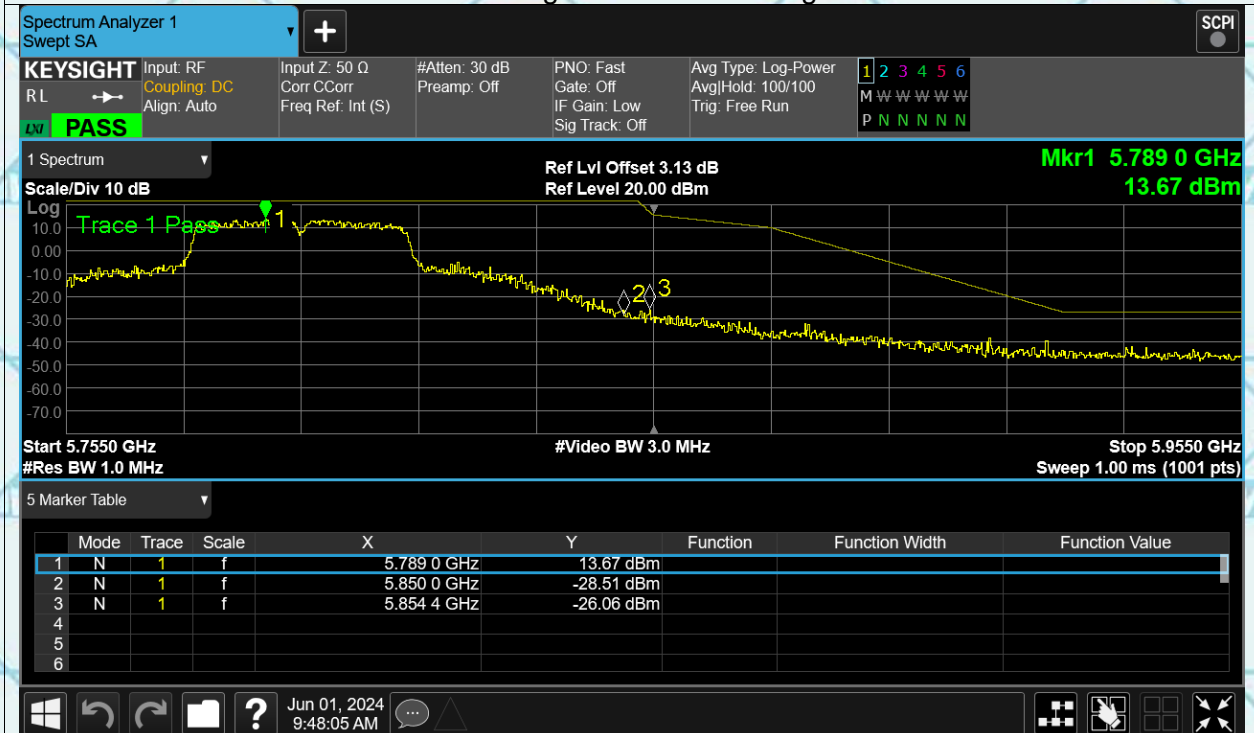 Spectrum Analyzer 1
Swept SA
SCPI
KEYSIGHT
RL
LXI PASS
Input: RF
Coupling: DC
Align: Auto
Input Z: 50 Ω
Corr CCorr
Freq Ref: Int (S)
#Atten: 30 dB
Preamp: Off
PNO: Fast
Gate: Off
IF Gain: Low
Sig Track: Off
Avg Type: Log-Power
Avg|Hold: 100/100
Trig: Free Run
1 2 3 4 5 6
M W W W W W W
P N N N N N N
1 Spectrum
Scale/Div 10 dB
Ref Lvl Offset 3.13 dB
Ref Level 20.00 dBm
Mkr1 5.789 0 GHz
13.67 dBm
Log
Trace 1 Pass
1
2
3
10.0
0.00
-10.0
-20.0
-30.0
-40.0
-50.0
-60.0
-70.0
Start 5.7550 GHz #Video BW 3.0 MHz Stop 5.9550 GHz
#Res BW 1.0 MHz Sweep 1.00 ms (1001 pts)
5 Marker Table
Mode Trace Scale X Y Function Function Width Function Value
1 N 1 f 5.789 0 GHz 13.67 dBm
2 N 1 f 5.850 0 GHz -28.51 dBm
3 N 1 f 5.854 4 GHz -26.06 dBm
4
5
6
?
Jun 01, 2024
9:48:05 AM